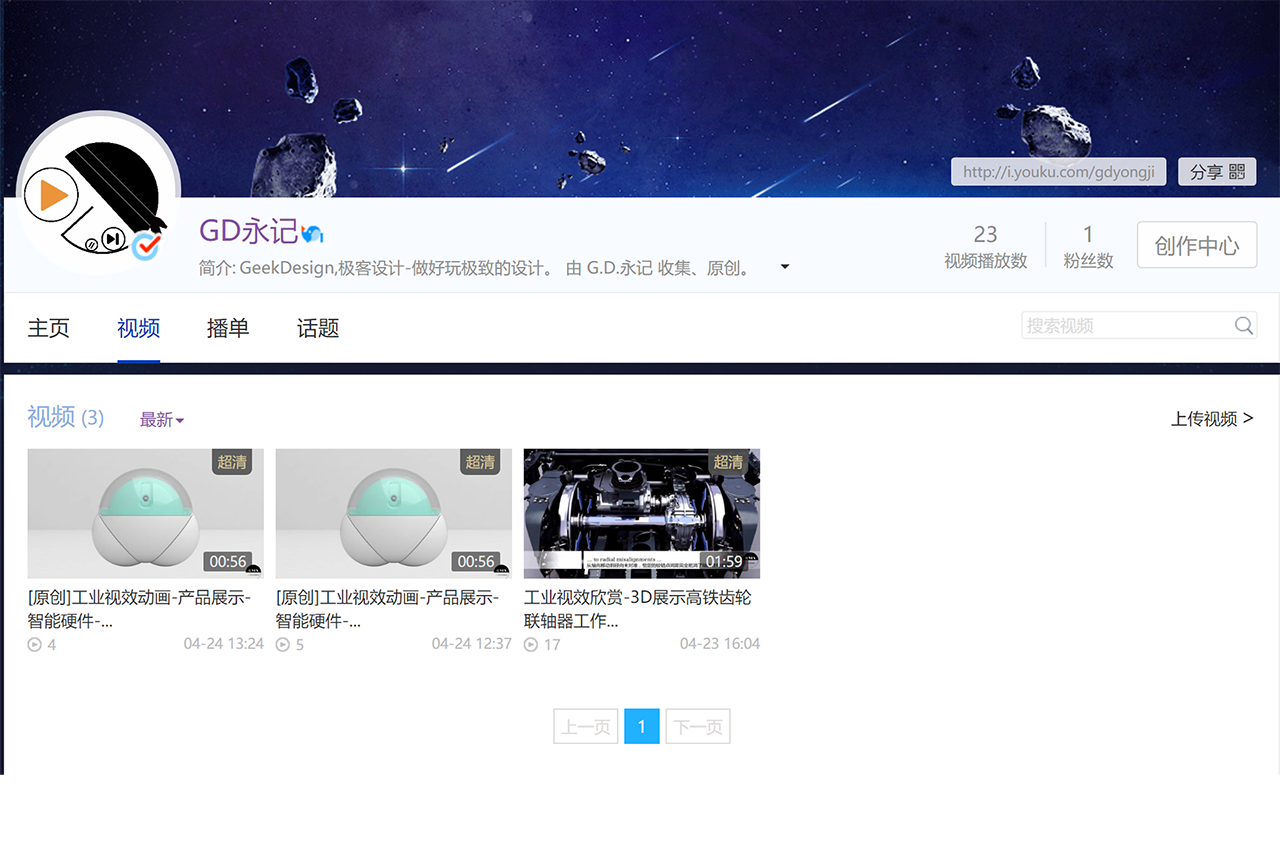 http://i.youku.com/gdyongji
分享
GD永记
简介: GeekDesign,极客设计-做好玩极致的设计。 由 G.D.永记 收集、原创。
23
视频播放数
1
粉丝数
创作中心
主页
视频
播单
话题
搜索视频
视频 (3)
最新
上传视频 >
超清
00:56
[原创]工业视效动画-产品展示-
智能硬件-...
4
04-24 13:24
超清
00:56
[原创]工业视效动画-产品展示-
智能硬件-...
5
04-24 12:37
超清
... to radial misalignments ...
01:59
工业视效欣赏-3D展示高铁齿轮
联轴器工作...
17
04-23 16:04
上一页
1
下一页